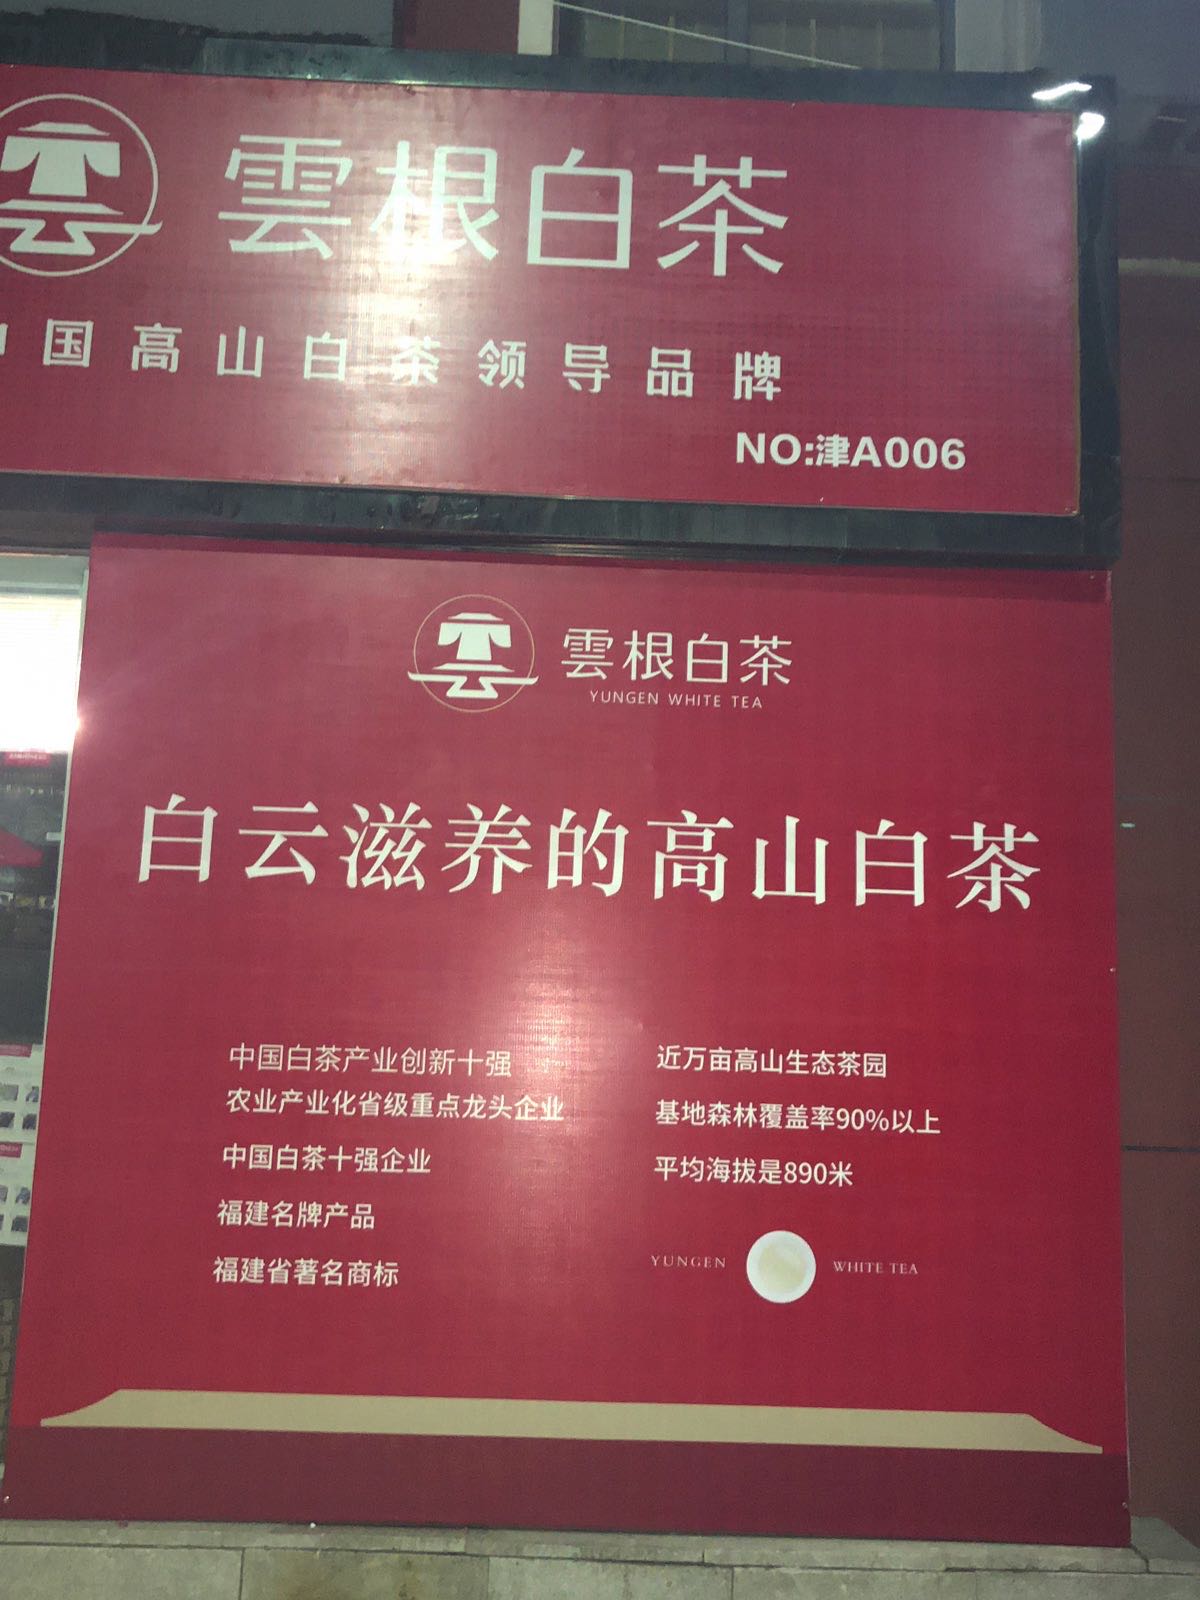 雲根白茶
中国高山白茶领导品牌
NO:津A006
雲根白茶
YUNGEN WHITE TEA
白云滋养的高山白茶
中国白茶产业创新十强
农业产业化省级重点龙头企业
中国白茶十强企业
福建名牌产品
福建省著名商标
近万亩高山生态茶园
基地森林覆盖率90%以上
平均海拔是890米
YUNGEN WHITE TEA